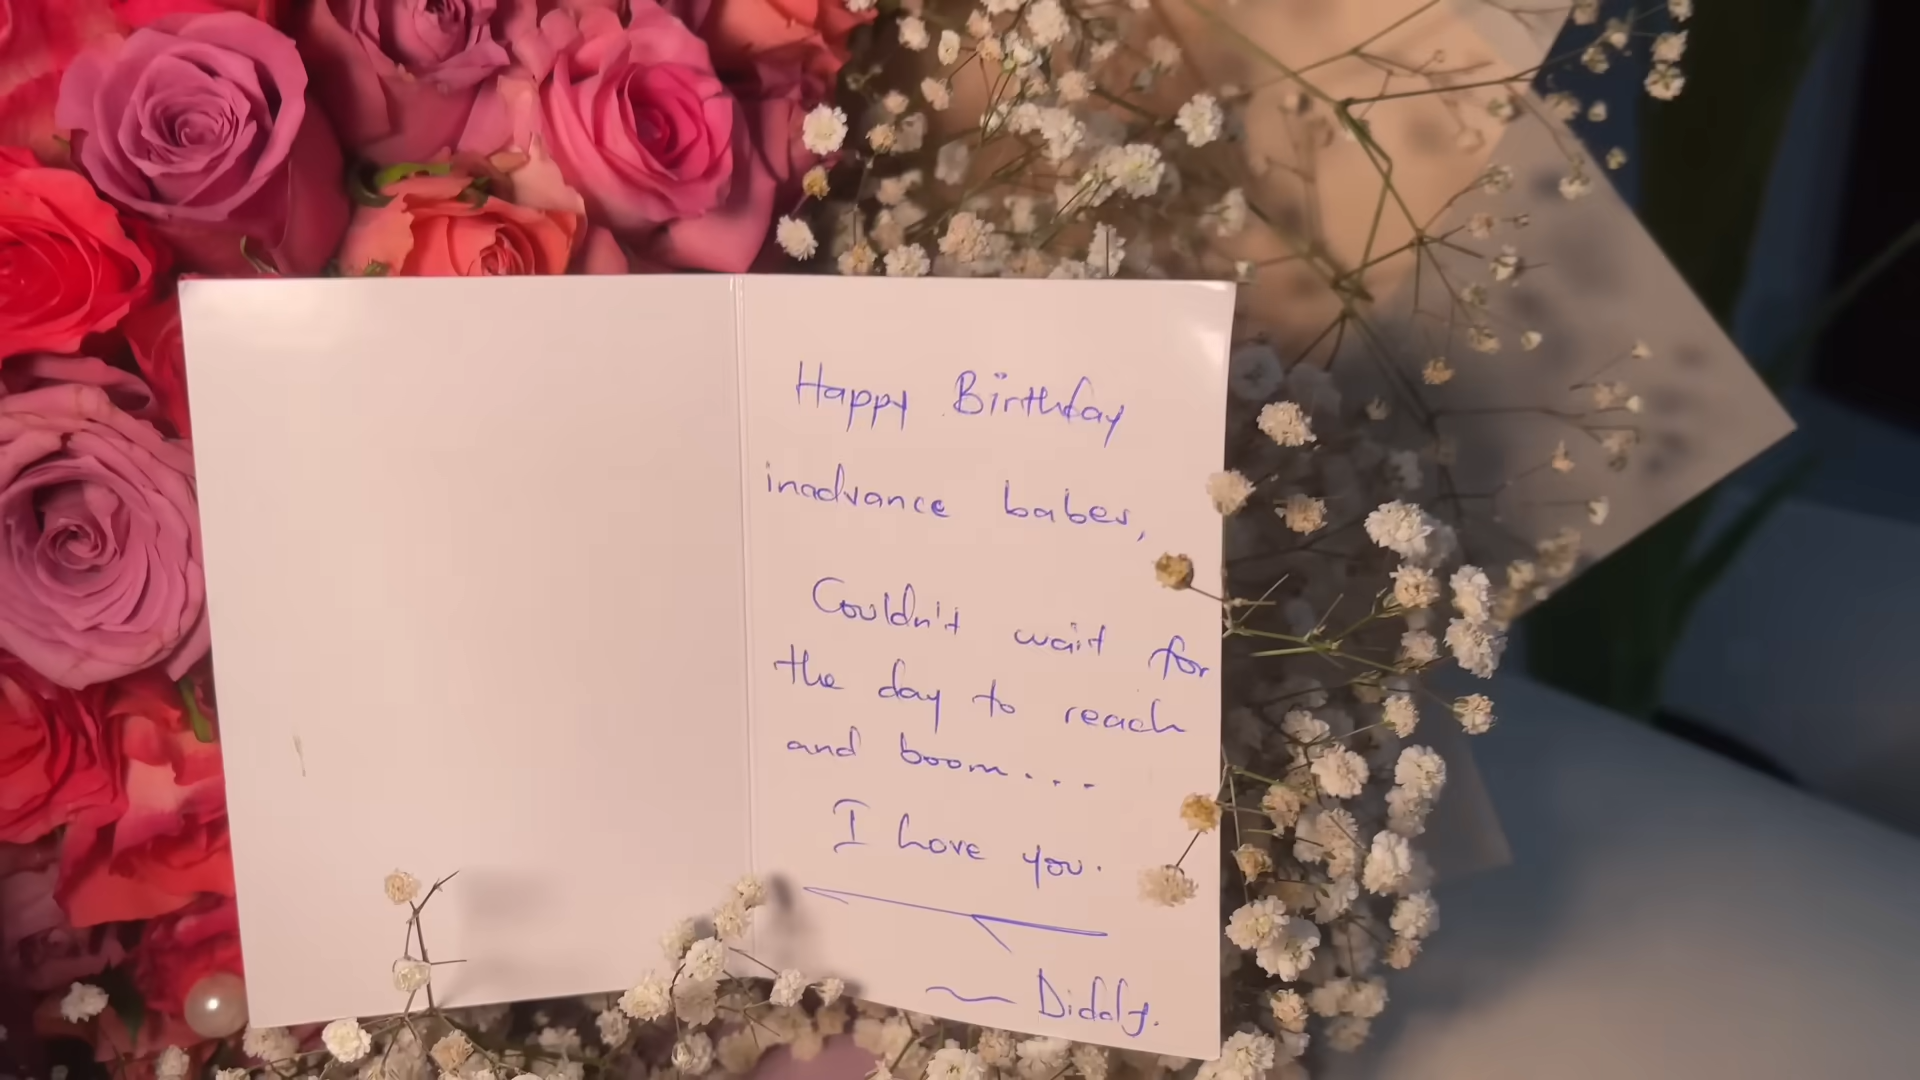 Happy Birthday
inadvance babes,
Couldn't wait for
the day to reach
and boom...
I love you.
~ Diddy.